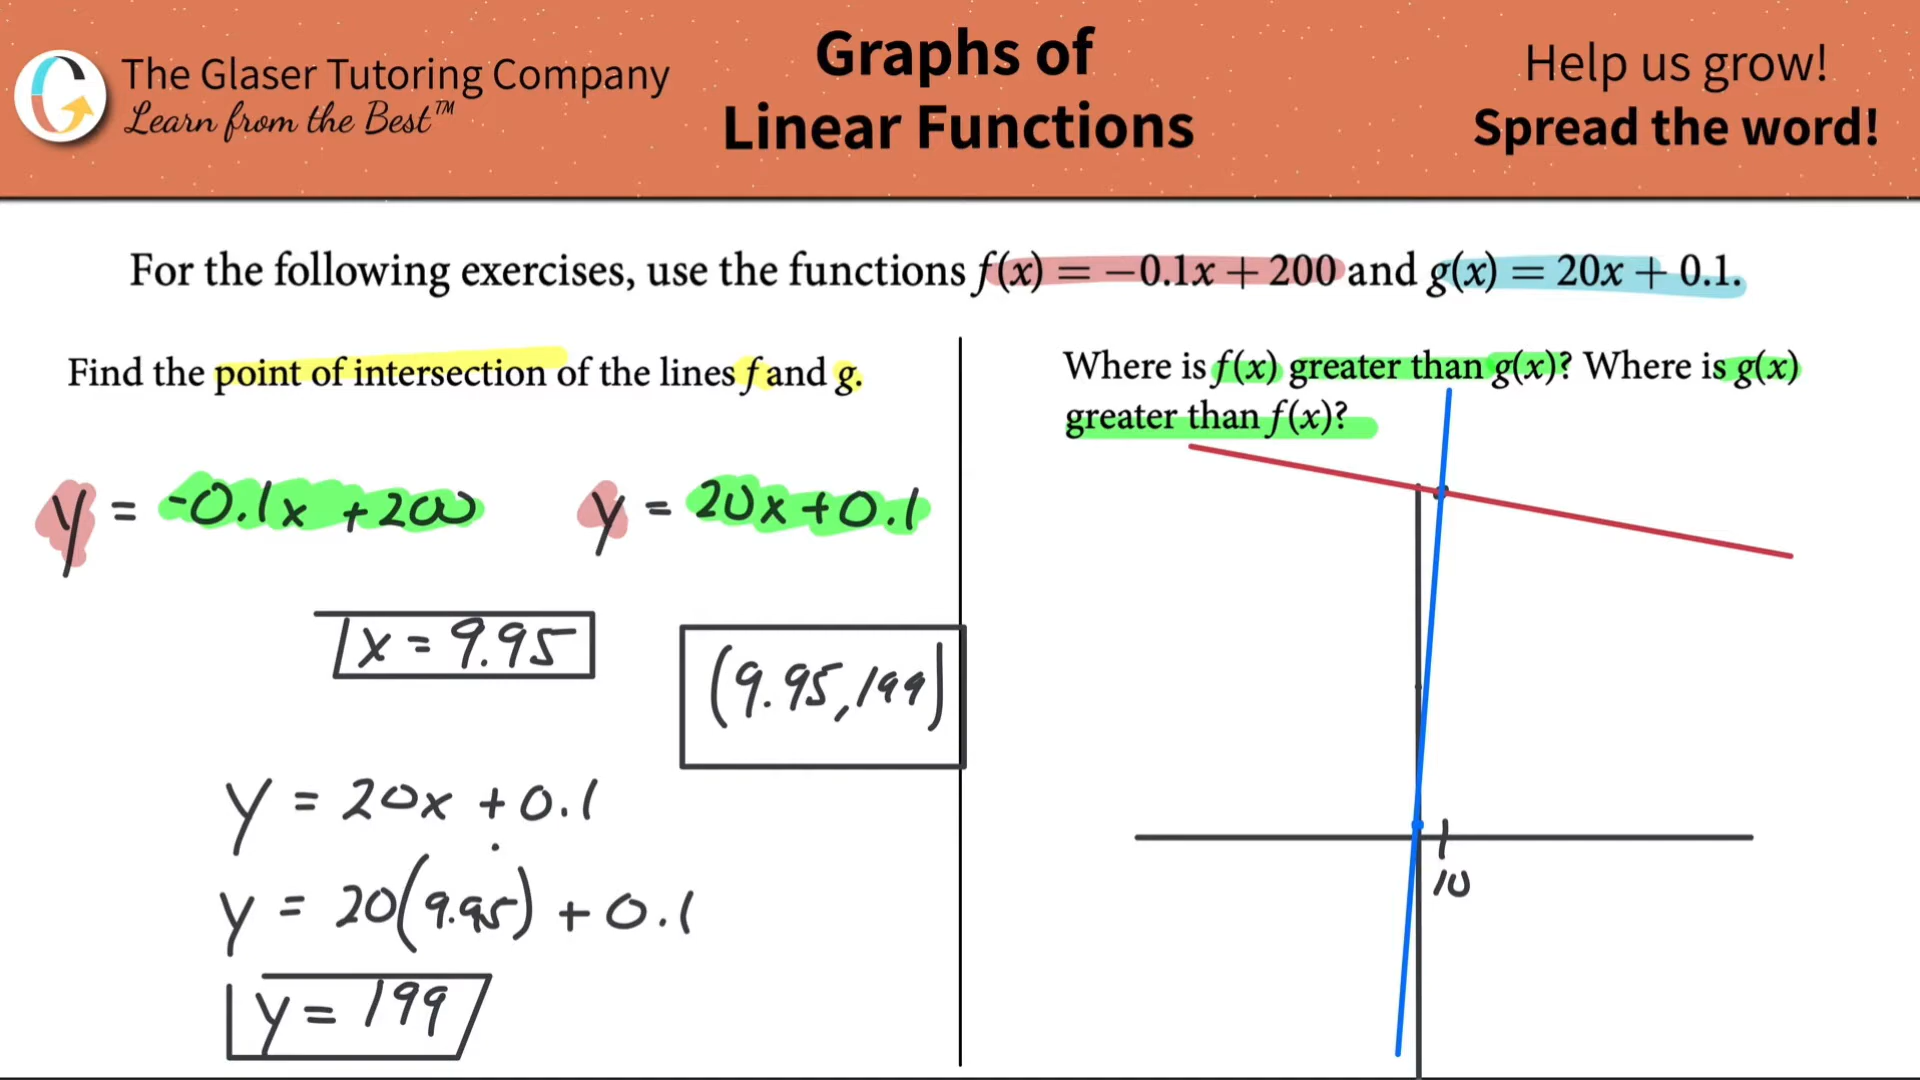 The Glaser Tutoring Company
Learn from the Best™
Graphs of
Linear Functions
Help us grow!
Spread the word!
For the following exercises, use the functions f(x) = −0.1x + 200 and g(x) = 20x + 0.1.
Find the point of intersection of the lines f and g.
y = -0.1x + 200
y = 20x + 0.1
x = 9.95
(9.95, 199)
y = 20x + 0.1
y = 20(9.95) + 0.1
y = 199
Where is f(x) greater than g(x)? Where is g(x)
greater than f(x)?
10